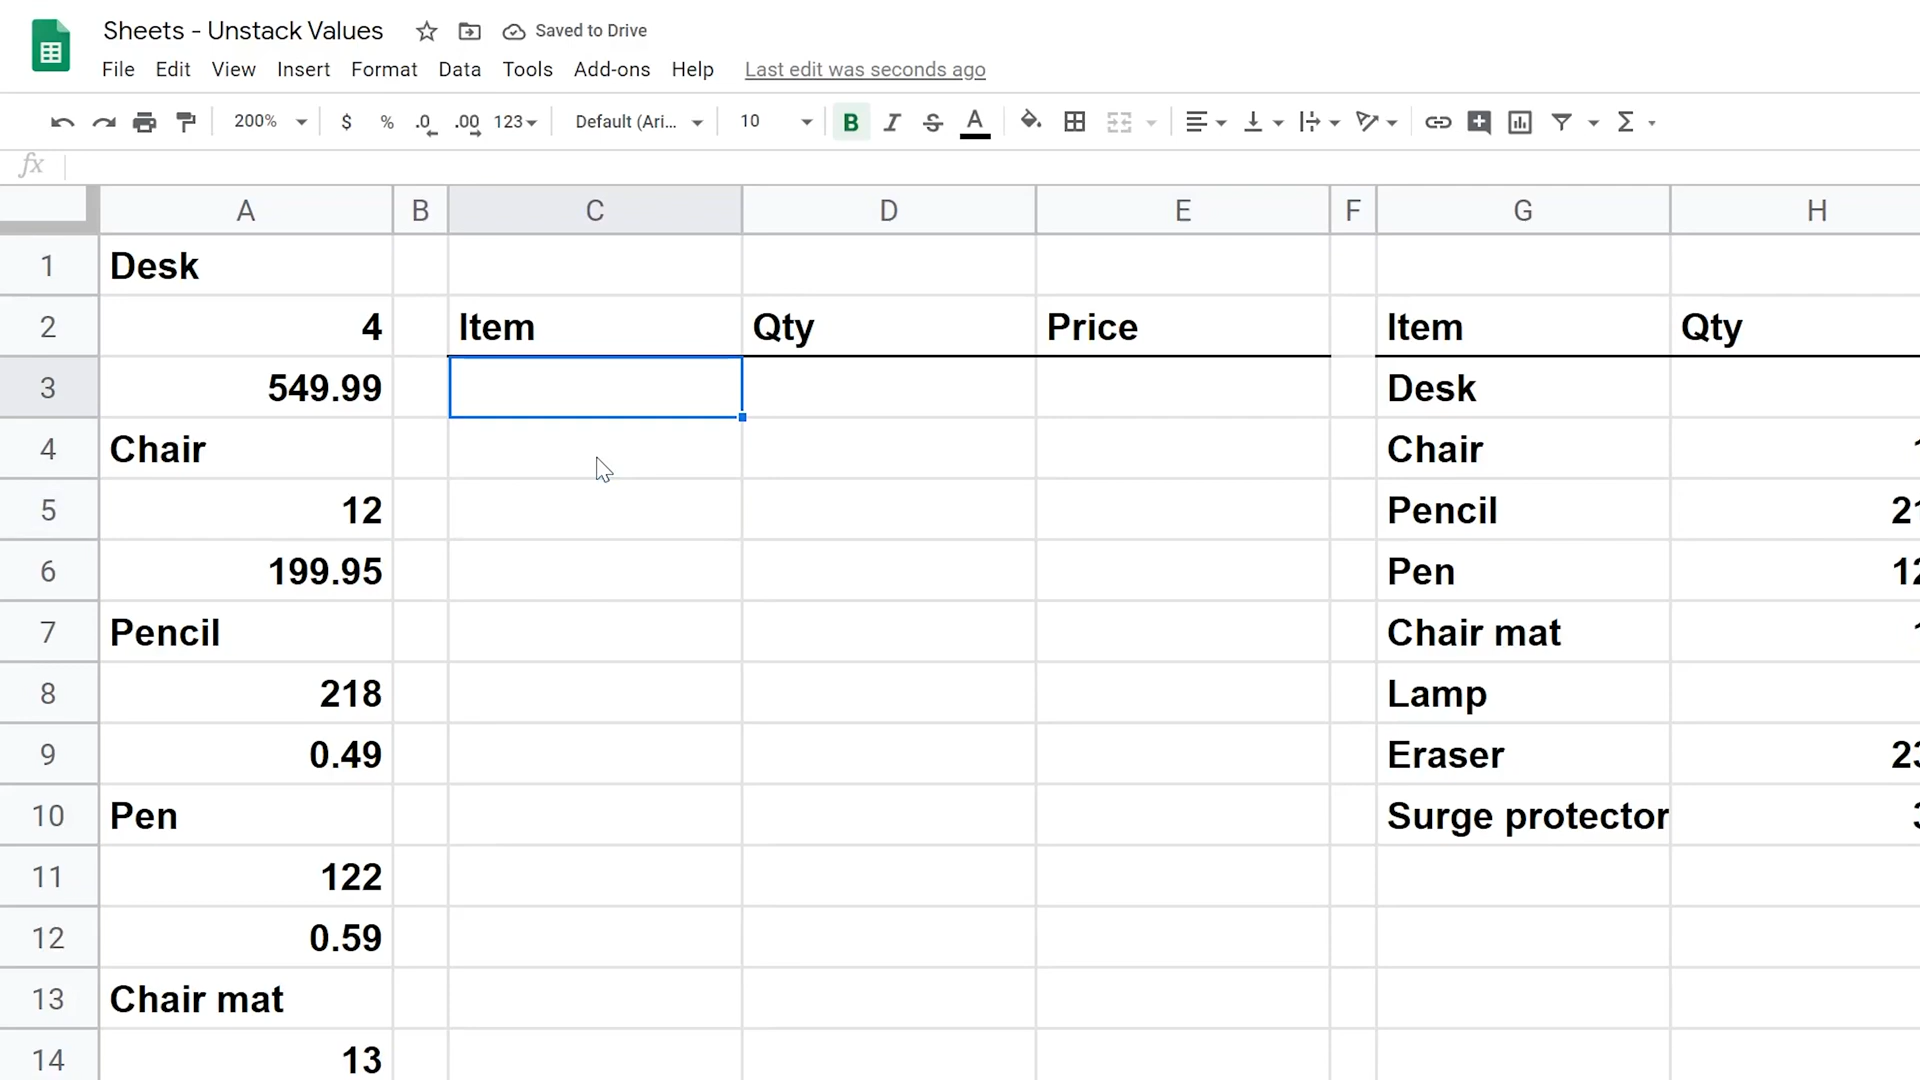 Sheets - Unstack Values Saved to Drive
File Edit View Insert Format Data Tools Add-ons Help Last edit was seconds ago
200% $ % .0 .00 123 Default (Ari... 10 B I S A Σ
fx
A B C D E F G H
1 Desk
2 4 Item Qty Price Item Qty
3 549.99 Desk
4 Chair Chair
5 12 Pencil
6 199.95 Pen
7 Pencil Chair mat
8 218 Lamp
9 0.49 Eraser
10 Pen Surge protector
11 122
12 0.59
13 Chair mat
14 13